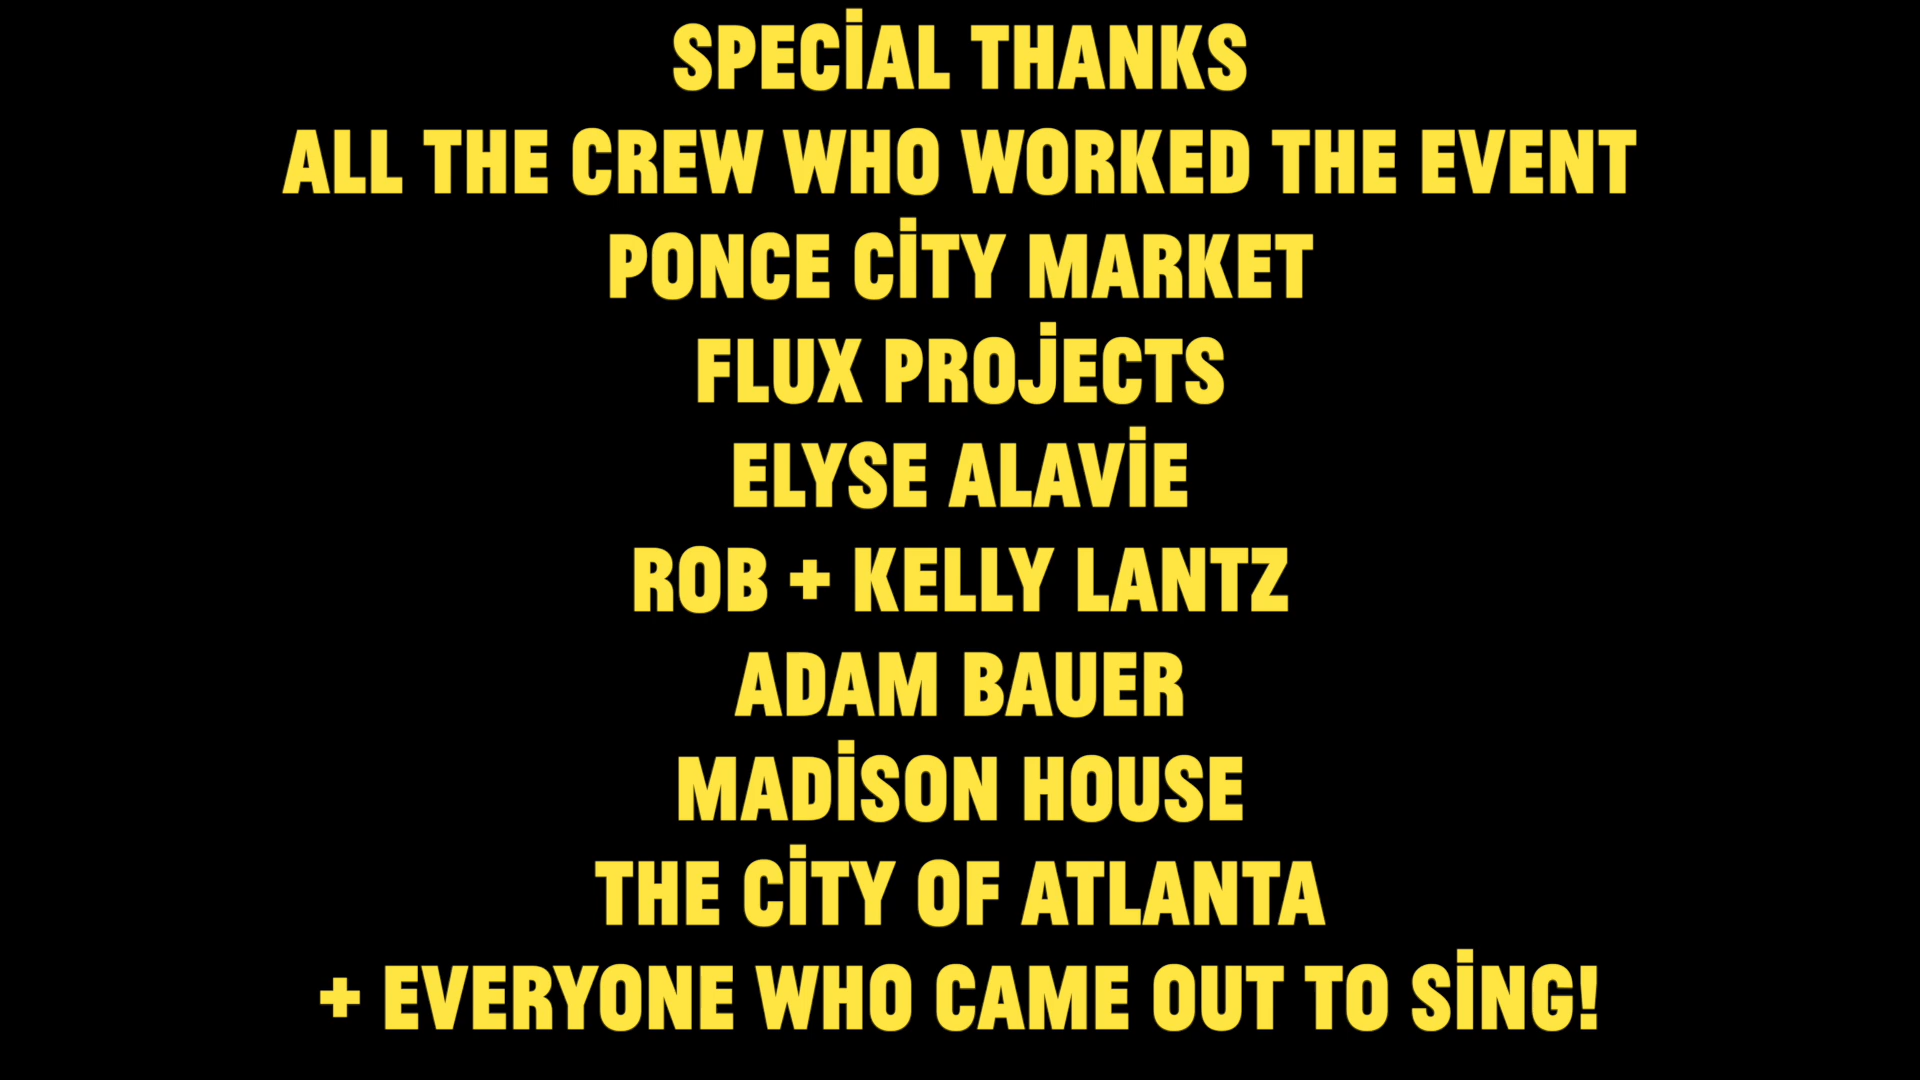 SPECİAL THANKS
ALL THE CREW WHO WORKED THE EVENT
PONCE CİTY MARKET
FLUX PROJECTS
ELYSE ALAVİE
ROB + KELLY LANTZ
ADAM BAUER
MADİSON HOUSE
THE CİTY OF ATLANTA
+ EVERYONE WHO CAME OUT TO SİNG!